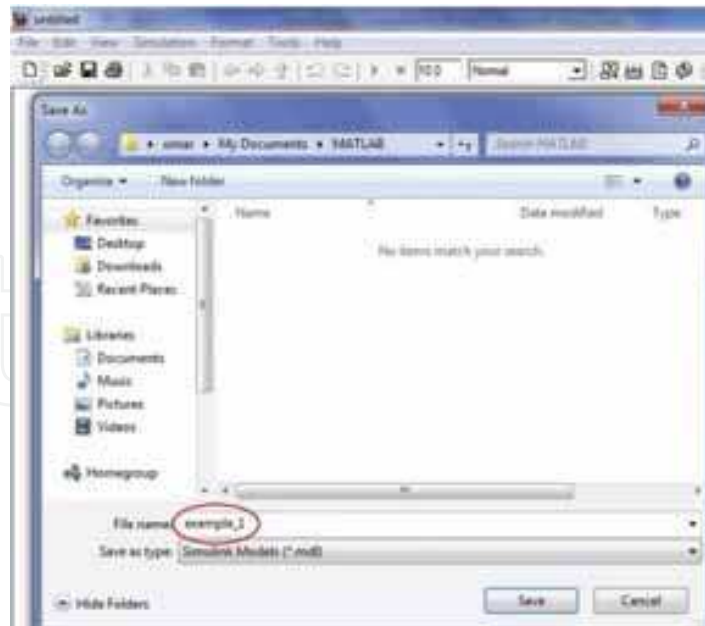 untitled
File Edit View Simulation Format Tools Help
10.0 Normal
Save As
omar My Documents MATLAB Search MATLAB
Organize New folder
Name Date modified Type
Favorites
No items match your search.
Desktop
Downloads
Recent Places
Libraries
Documents
Music
Pictures
Videos
Homegroup
File name: example_1
Save as type: Simulink Models (*.mdl)
Hide Folders Save Cancel